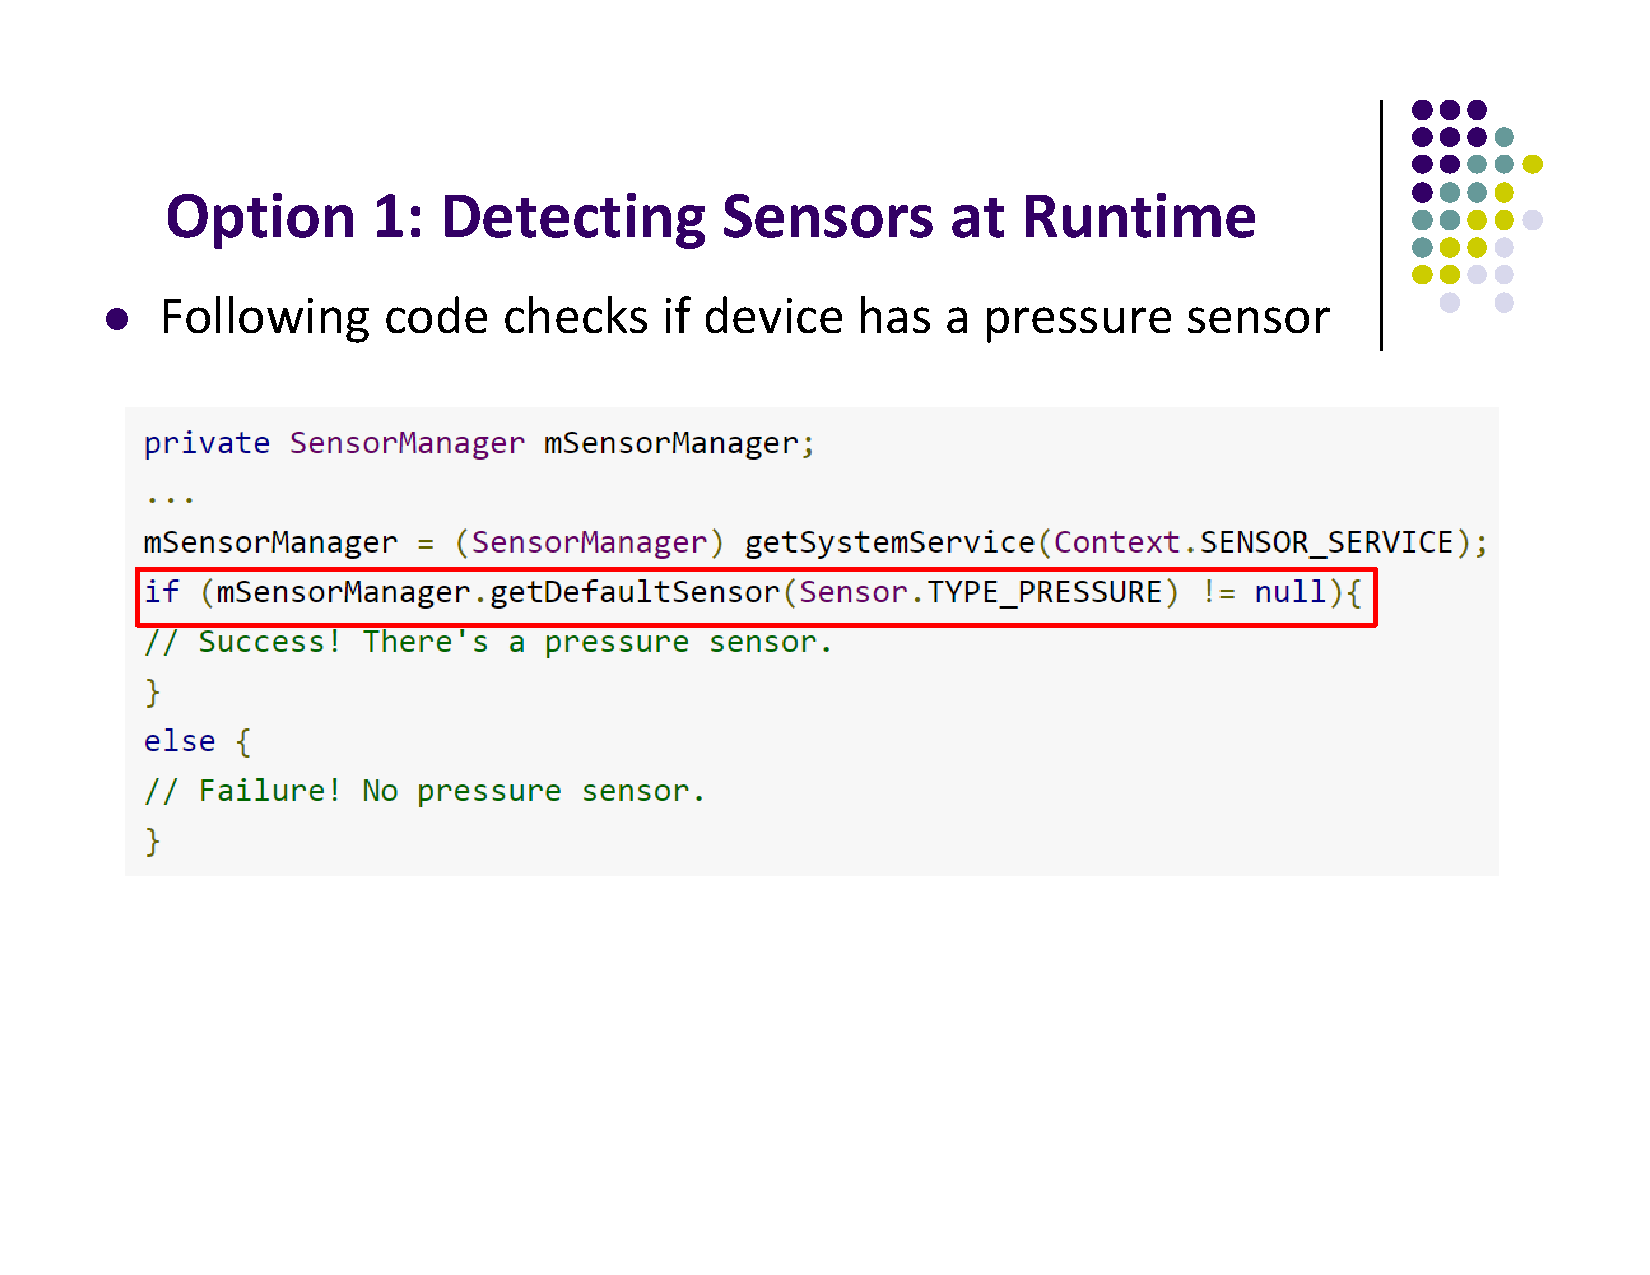 Option 1: Detecting Sensors at Runtime
Following code checks if device has a pressure sensor
private SensorManager mSensorManager;
...
mSensorManager = (SensorManager) getSystemService(Context.SENSOR_SERVICE);
if (mSensorManager.getDefaultSensor(Sensor.TYPE_PRESSURE) != null){
// Success! There's a pressure sensor.
}
else {
// Failure! No pressure sensor.
}